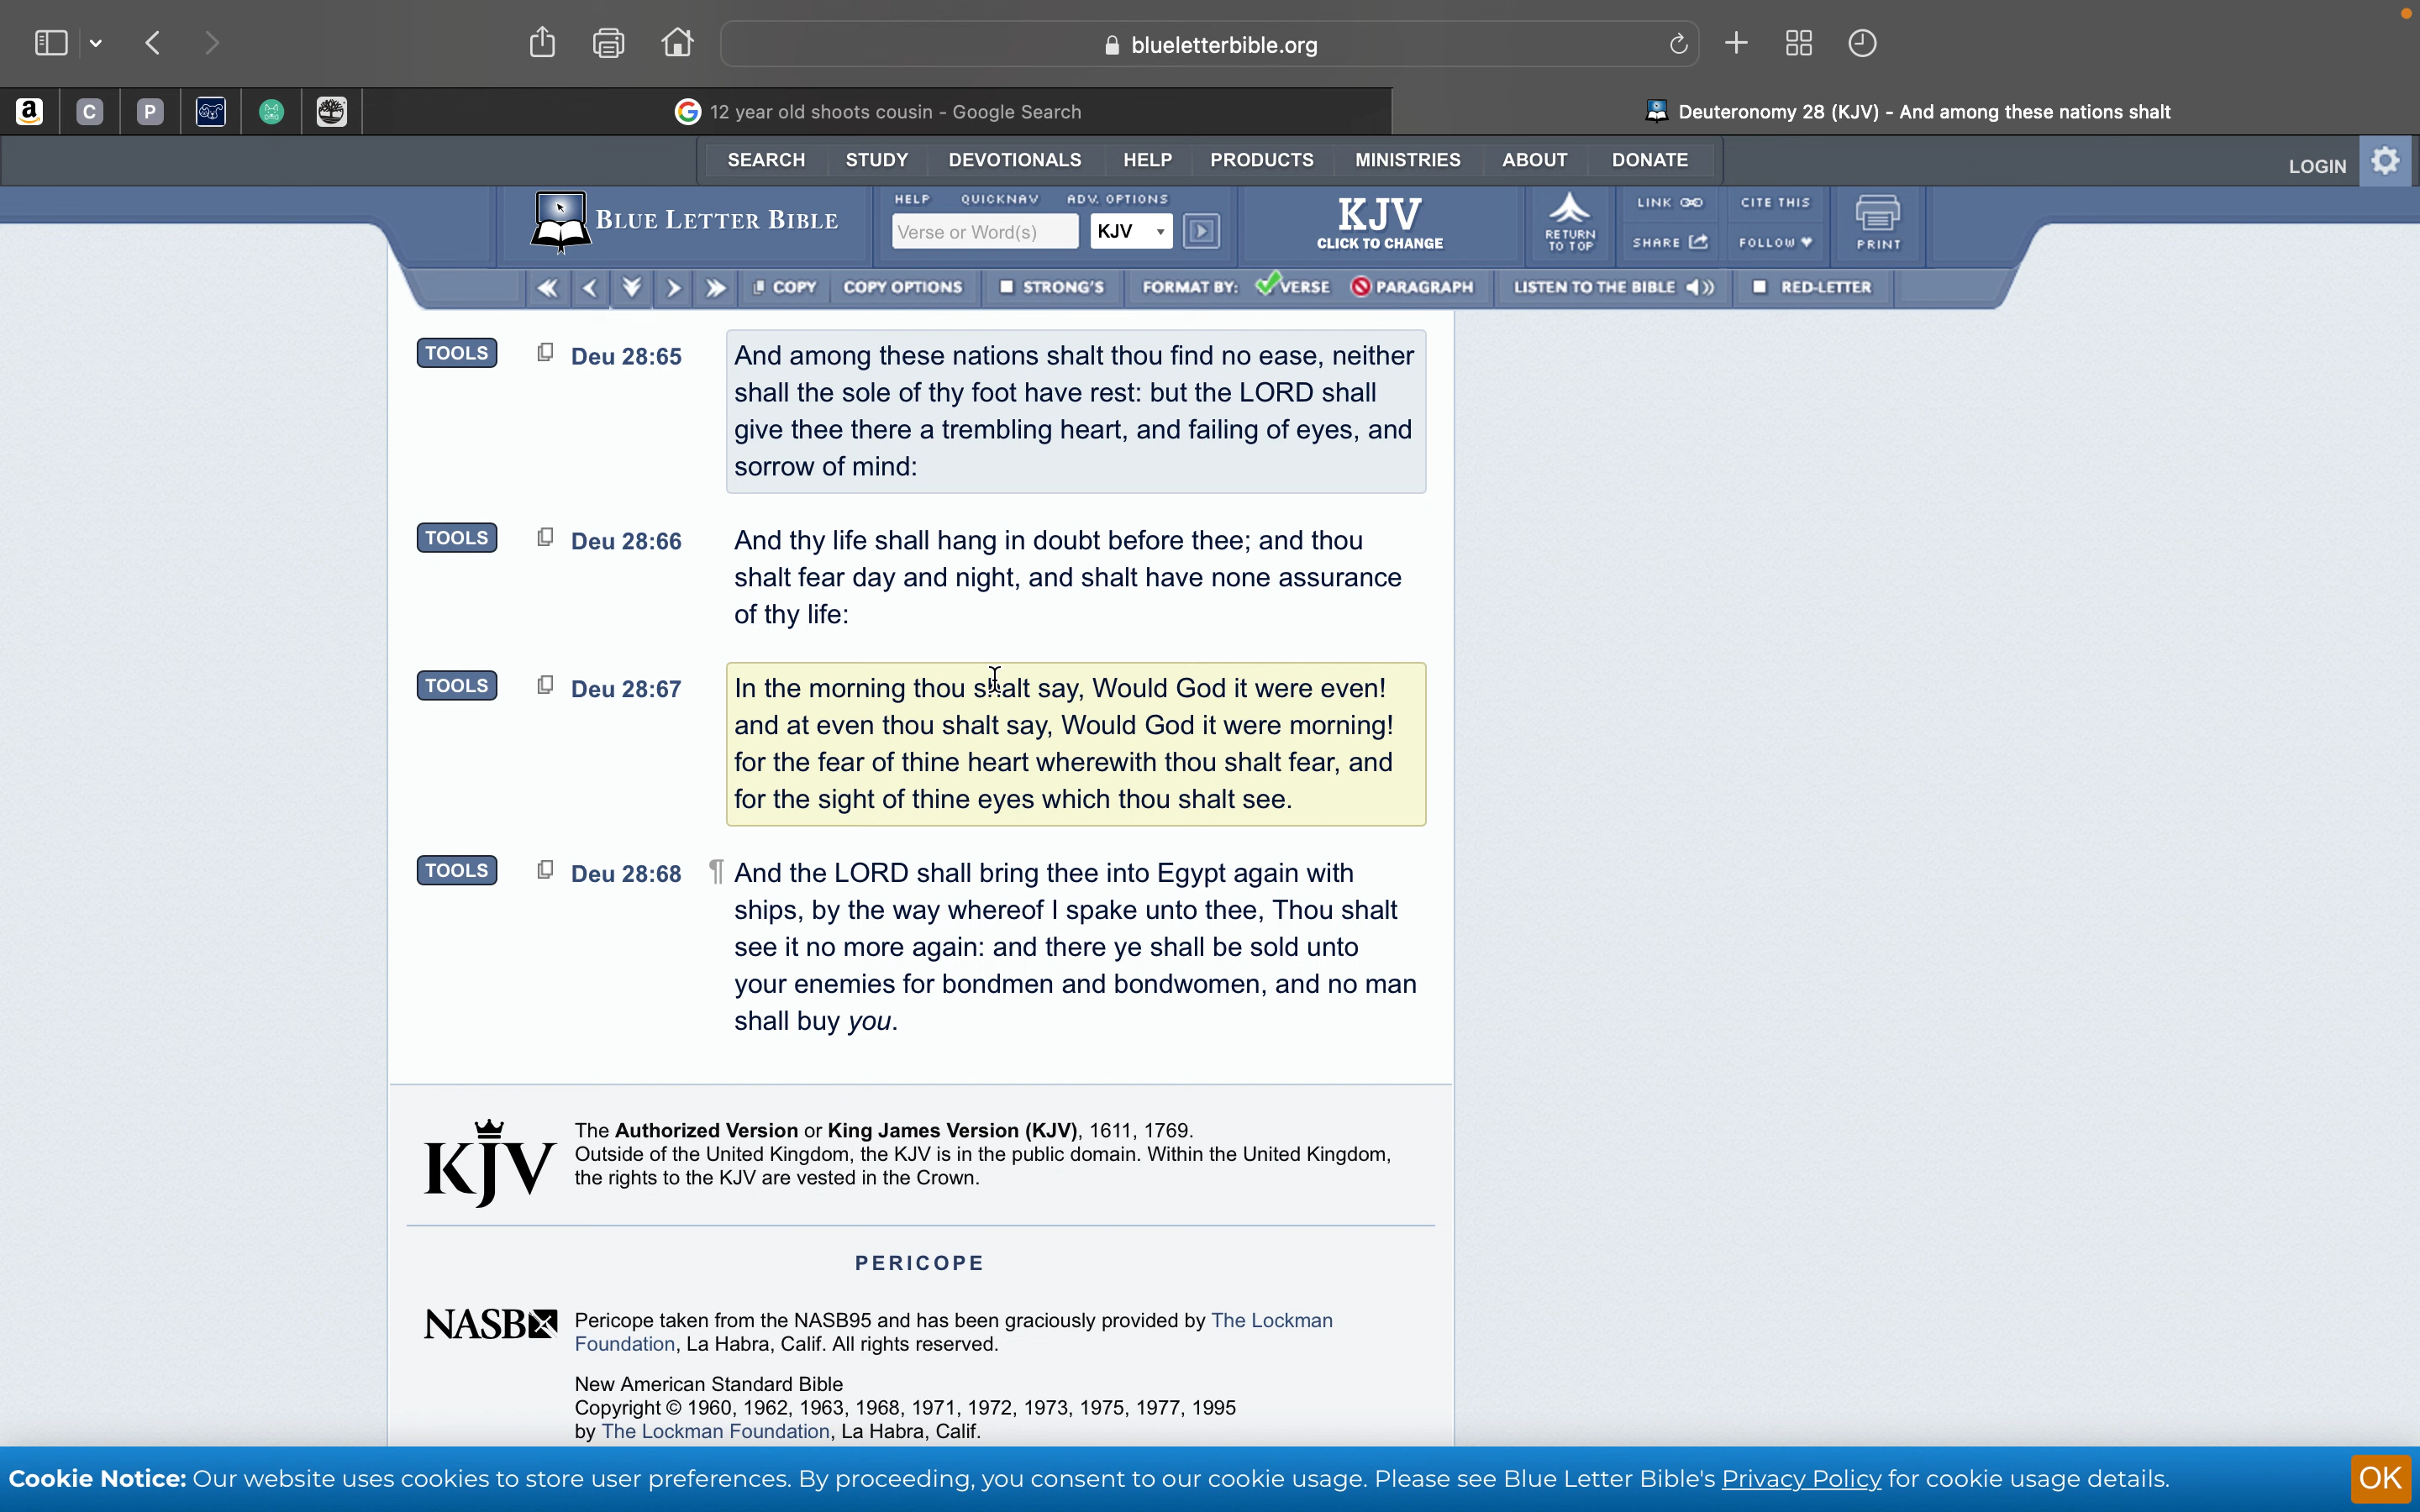 blueletterbible.org
a
C
P
12 year old shoots cousin - Google Search
Deuteronomy 28 (KJV) - And among these nations shalt
SEARCH STUDY DEVOTIONALS HELP PRODUCTS MINISTRIES ABOUT DONATE
LOGIN
BLUE LETTER BIBLE
HELP QUICKNAV ADV. OPTIONS
Verse or Word(s) KJV
KJV
CLICK TO CHANGE
RETURN
TO TOP
LINK CITE THIS
SHARE FOLLOW
PRINT
COPY COPY OPTIONS STRONG'S FORMAT BY: VERSE PARAGRAPH LISTEN TO THE BIBLE RED-LETTER
TOOLS Deu 28:65 And among these nations shalt thou find no ease, neither
shall the sole of thy foot have rest: but the LORD shall
give thee there a trembling heart, and failing of eyes, and
sorrow of mind:
TOOLS Deu 28:66 And thy life shall hang in doubt before thee; and thou
shalt fear day and night, and shalt have none assurance
of thy life:
TOOLS Deu 28:67 In the morning thou shalt say, Would God it were even!
and at even thou shalt say, Would God it were morning!
for the fear of thine heart wherewith thou shalt fear, and
for the sight of thine eyes which thou shalt see.
TOOLS Deu 28:68 ¶ And the LORD shall bring thee into Egypt again with
ships, by the way whereof I spake unto thee, Thou shalt
see it no more again: and there ye shall be sold unto
your enemies for bondmen and bondwomen, and no man
shall buy you.
KJV
The Authorized Version or King James Version (KJV), 1611, 1769.
Outside of the United Kingdom, the KJV is in the public domain. Within the United Kingdom,
the rights to the KJV are vested in the Crown.
PERICOPE
NASB
Pericope taken from the NASB95 and has been graciously provided by The Lockman
Foundation, La Habra, Calif. All rights reserved.
New American Standard Bible
Copyright © 1960, 1962, 1963, 1968, 1971, 1972, 1973, 1975, 1977, 1995
by The Lockman Foundation, La Habra, Calif.
Cookie Notice: Our website uses cookies to store user preferences. By proceeding, you consent to our cookie usage. Please see Blue Letter Bible's Privacy Policy for cookie usage details.
OK